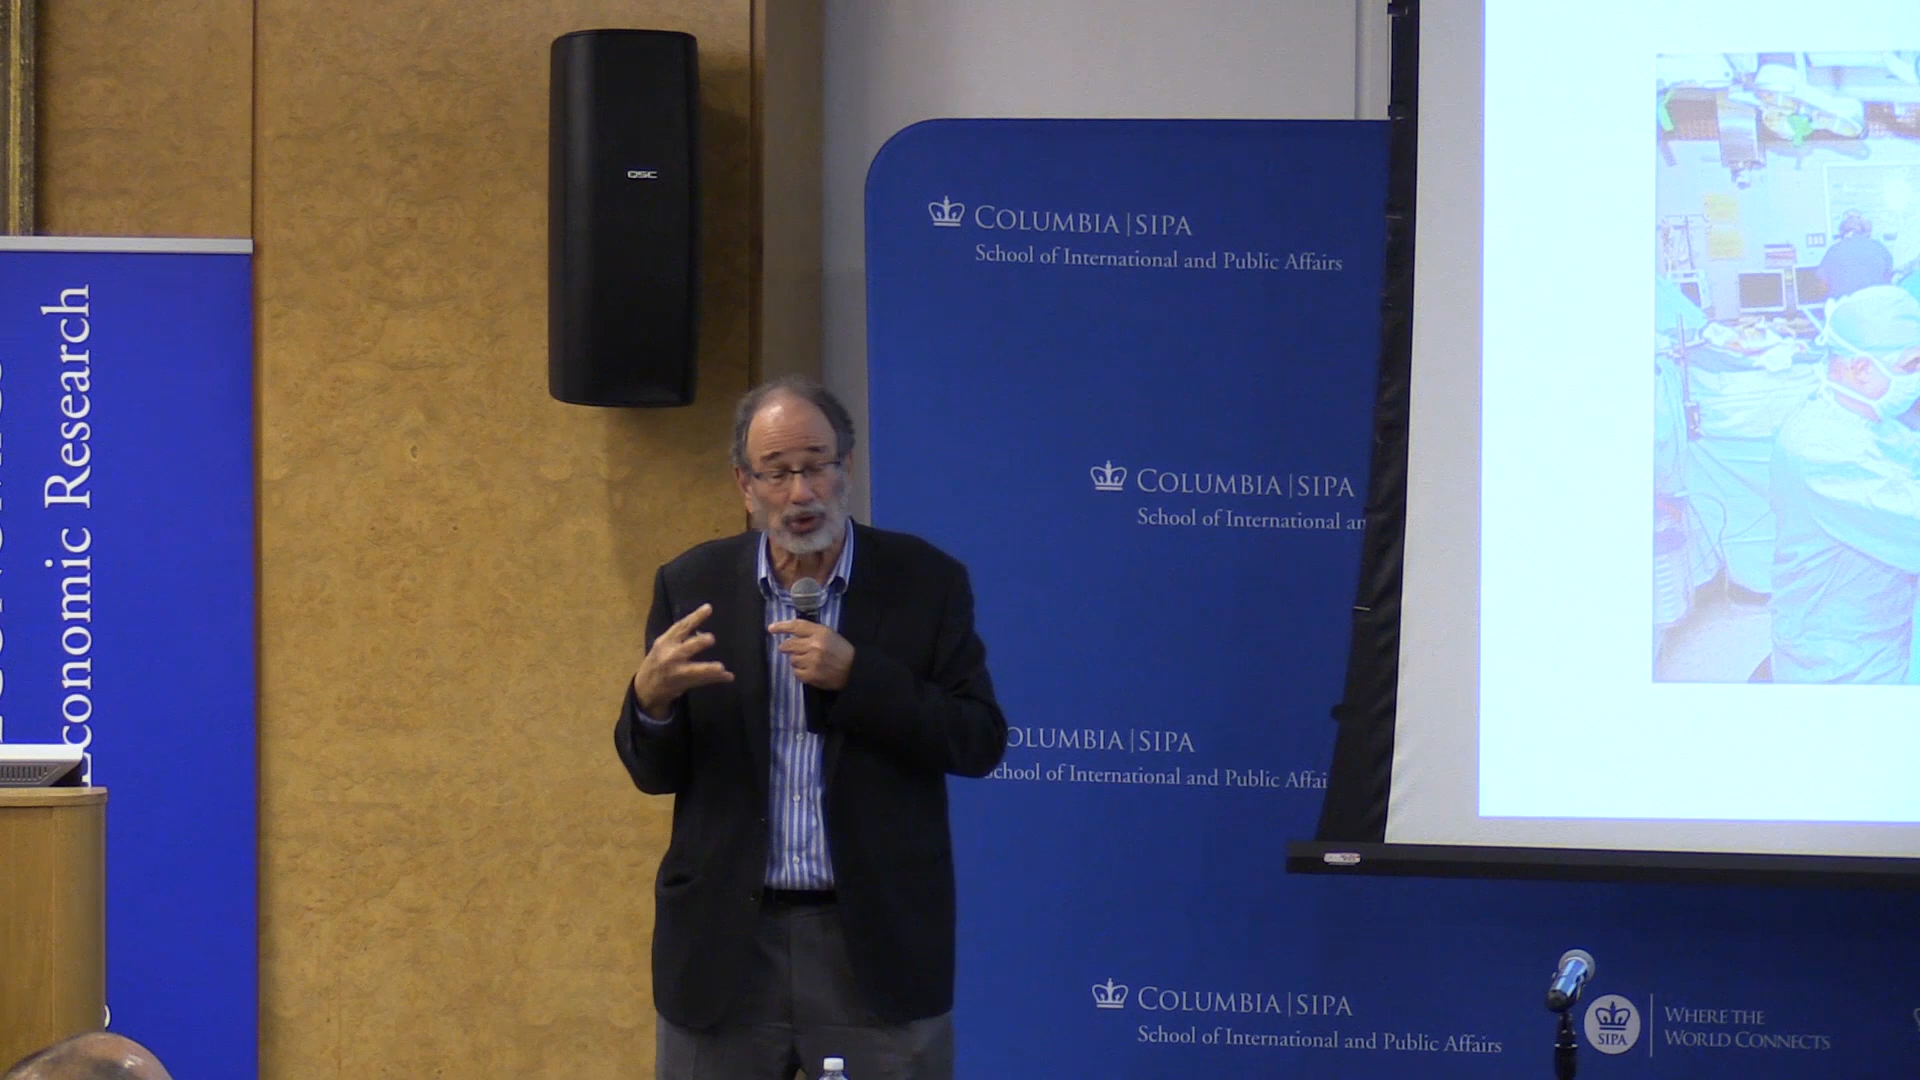 Economic Research
QSC
COLUMBIA | SIPA
School of International and Public Affairs
COLUMBIA | SIPA
School of International an
OLUMBIA | SIPA
School of International and Public Affai
COLUMBIA | SIPA
School of International and Public Affairs
SIPA
WHERE THE
WORLD CONNECTS